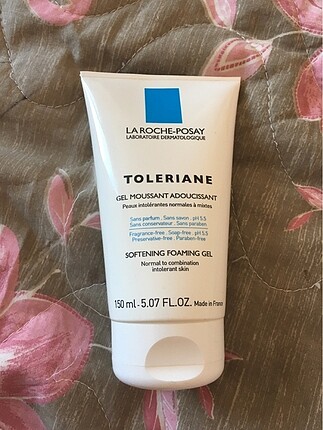 LA ROCHE-POSAY
LABORATOIRE DERMATOLOGIQUE
TOLERIANE
GEL MOUSSANT ADOUCISSANT
Peaux intolérantes normales à mixtes
Sans parfum . Sans savon . pH 5.5
Sans conservateur . Sans paraben
Fragrance-free . Soap-free . pH 5.5
Preservative-free . Paraben-free
SOFTENING FOAMING GEL
Normal to combination
intolerant skin
150 ml - 5.07 FL.OZ. Made in France